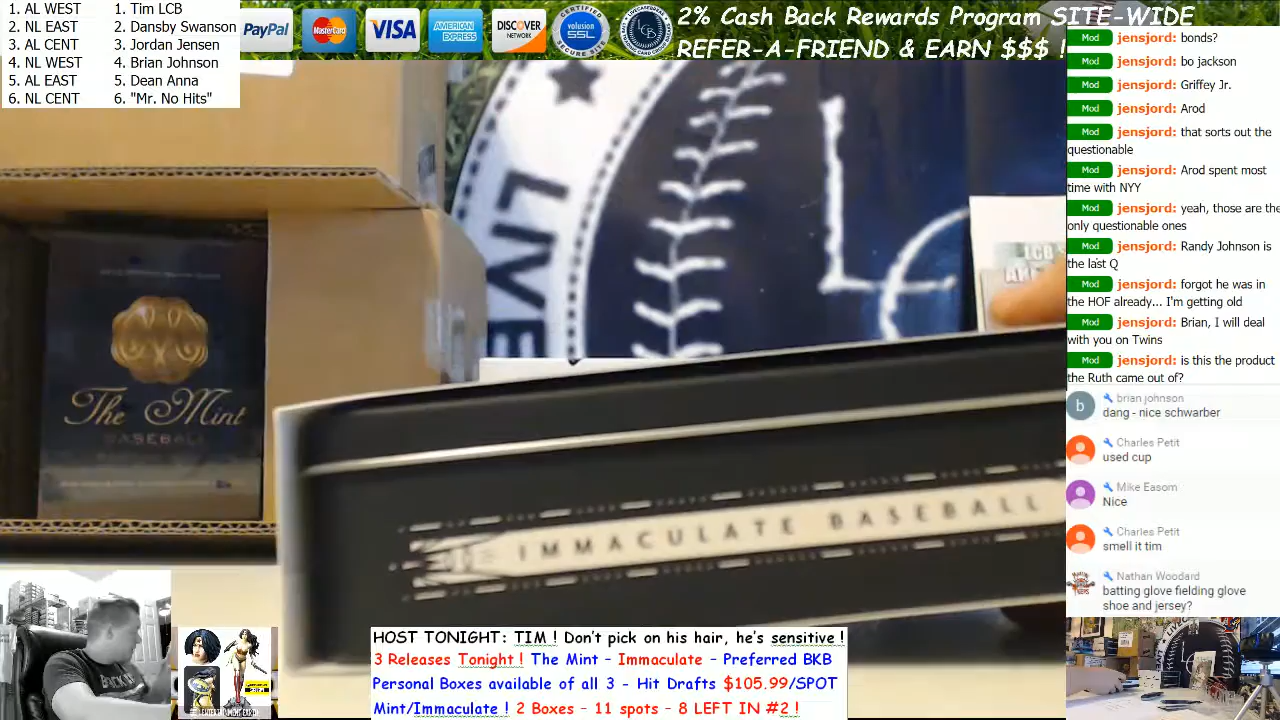 1. AL WEST 1. Tim LCB
2. NL EAST 2. Dansby Swanson
3. AL CENT 3. Jordan Jensen
4. NL WEST 4. Brian Johnson
5. AL EAST 5. Dean Anna
6. NL CENT 6. "Mr. No Hits"
PayPal MasterCard VISA AMERICAN EXPRESS DISCOVER NETWORK
2% Cash Back Rewards Program SITE-WIDE
REFER-A-FRIEND & EARN $$$ !
LIVE
L
The Mint
BASEBALL
IMMACULATE BASEBALL
Mod jensjord: bonds?
Mod jensjord: bo jackson
Mod jensjord: Griffey Jr.
Mod jensjord: Arod
Mod jensjord: that sorts out the
questionable
Mod jensjord: Arod spent most
time with NYY
Mod jensjord: yeah, those are the
only questionable ones
Mod jensjord: Randy Johnson is
the last Q
Mod jensjord: forgot he was in
the HOF already... I'm getting old
Mod jensjord: Brian, I will deal
with you on Twins
Mod jensjord: is this the product
the Ruth came out of?
b brian.johnson
dang - nice schwarber
Charles Petit
used cup
Mike Easom
Nice
Charles Petit
smell it tim
Nathan Woodard
batting glove fielding glove
shoe and jersey?
HOST TONIGHT: TIM ! Don't pick on his hair, he's sensitive !
3 Releases Tonight ! The Mint - Immaculate - Preferred BKB
Personal Boxes available of all 3 - Hit Drafts $105.99/SPOT
Mint/Immaculate ! 2 Boxes - 11 spots - 8 LEFT IN #2 !